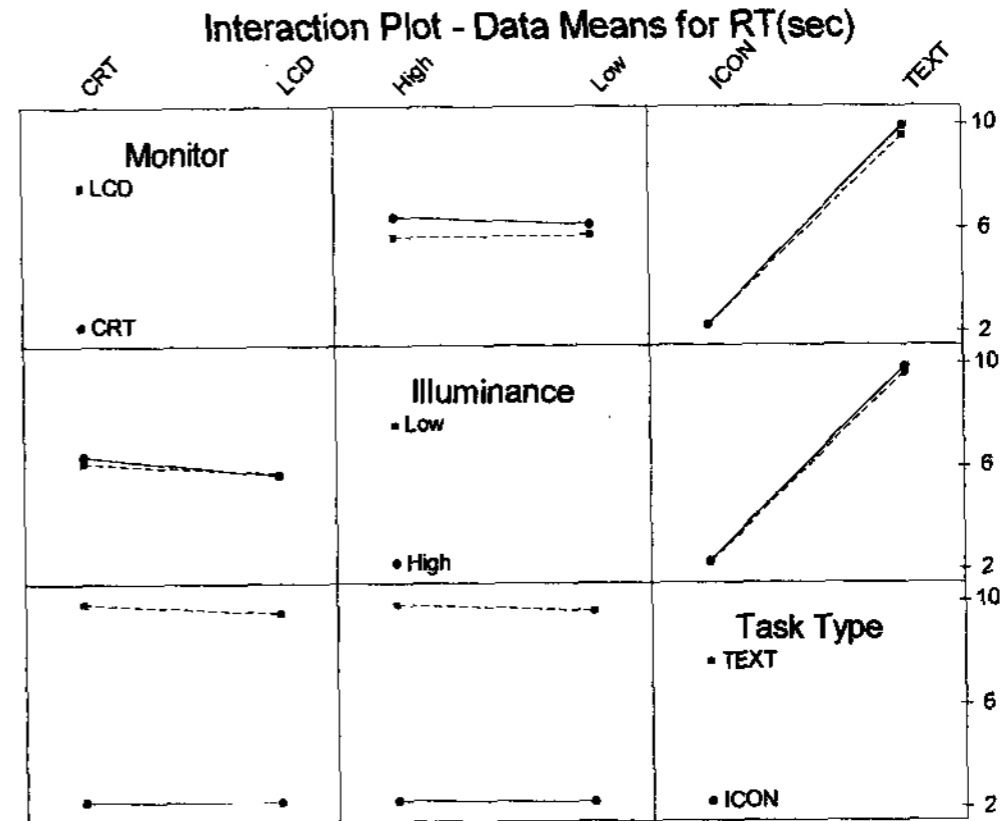 Interaction Plot - Data Means for RT(sec)
CRT LCD High Low ICON TEXT
Monitor
LCD
CRT
10
6
2
Illuminance
Low
High
10
6
2
Task Type
TEXT
ICON
10
6
2